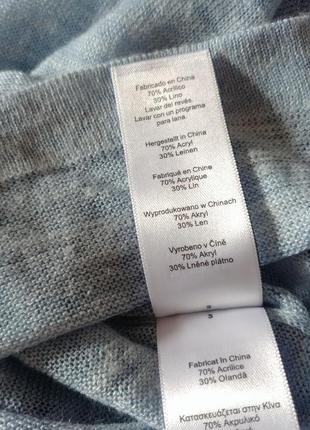 Fabricado en China
70% Acrílico
30% Lino
Lavar del revés.
Lavar con un programa
para lana.
Hergestellt in China
70% Acryl
30% Leinen
Fabriqué en Chine
70% Acrylique
30% Lin
Wyprodukowano w Chinach
70% Akryl
30% Len
Vyrobeno v Číně
70% Akryl
30% Lněné plátno
Fabricat în China
70% Acrilice
30% Olandă
Κατασκευάζεται στην Κίνα
70% Ακρυλικό